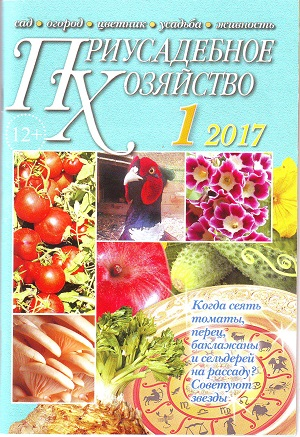 сад • огород • цветник • усадьба • живность
ПРИУСАДЕБНОЕ
ХОЗЯЙСТВО
12+
1 2017
Когда сеять
томаты,
перец,
баклажаны
и сельдерей
на рассаду?
Советуют
звезды